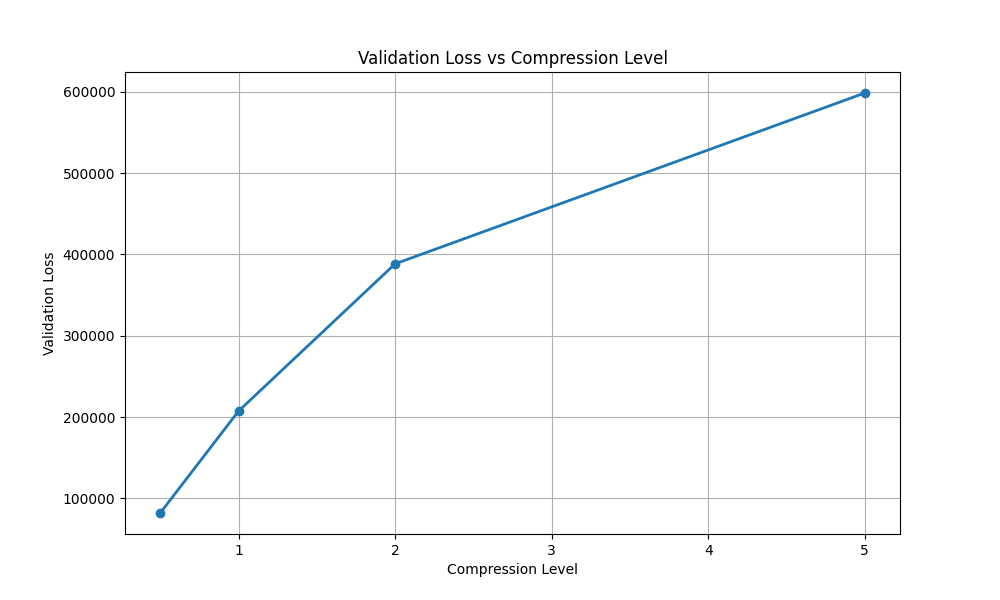 Validation Loss vs Compression Level
600000
500000
400000
300000
200000
100000
Validation Loss
1 2 3 4 5
Compression Level